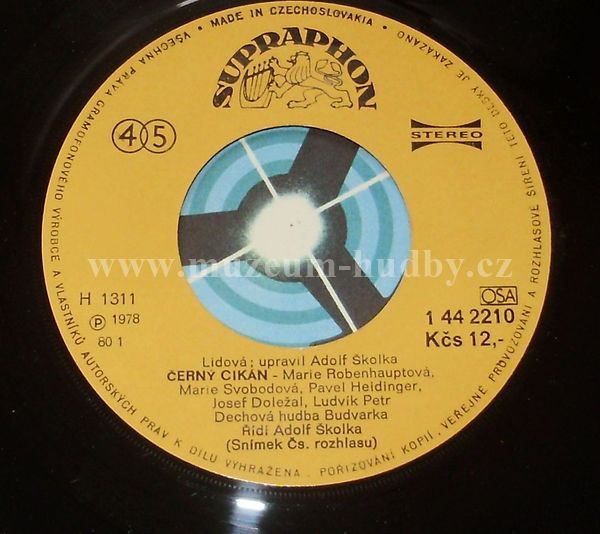 VŠECHNA PRÁVA GRAMOFONOVÉHO VÝROBCE A VLASTNÍKŮ AUTORSKÝCH PRÁV K DÍLU VYHRAŽENA. POŘIZOVÁNÍ KOPIÍ, VEŘEJNÉ PROVOZOVÁNÍ A ROZHLASOVÉ ŠÍŘENÍ TÉTO DESKY JE ZAKÁZÁNO
• MADE IN CZECHOSLOVAKIA •
SUPRAPHON
45
STEREO
www.muzeum-hudby.cz
H 1311
℗ 1978
80 1
OSA
1 44 2210
Kčs 12,-
Lidová; upravil Adolf Školka
ČERNÝ CIKÁN - Marie Robenhauptová,
Marie Svobodová, Pavel Heidinger,
Josef Doležal, Ludvík Petr
Dechová hudba Budvarka
Řídí Adolf Školka
(Snímek Čs. rozhlasu)